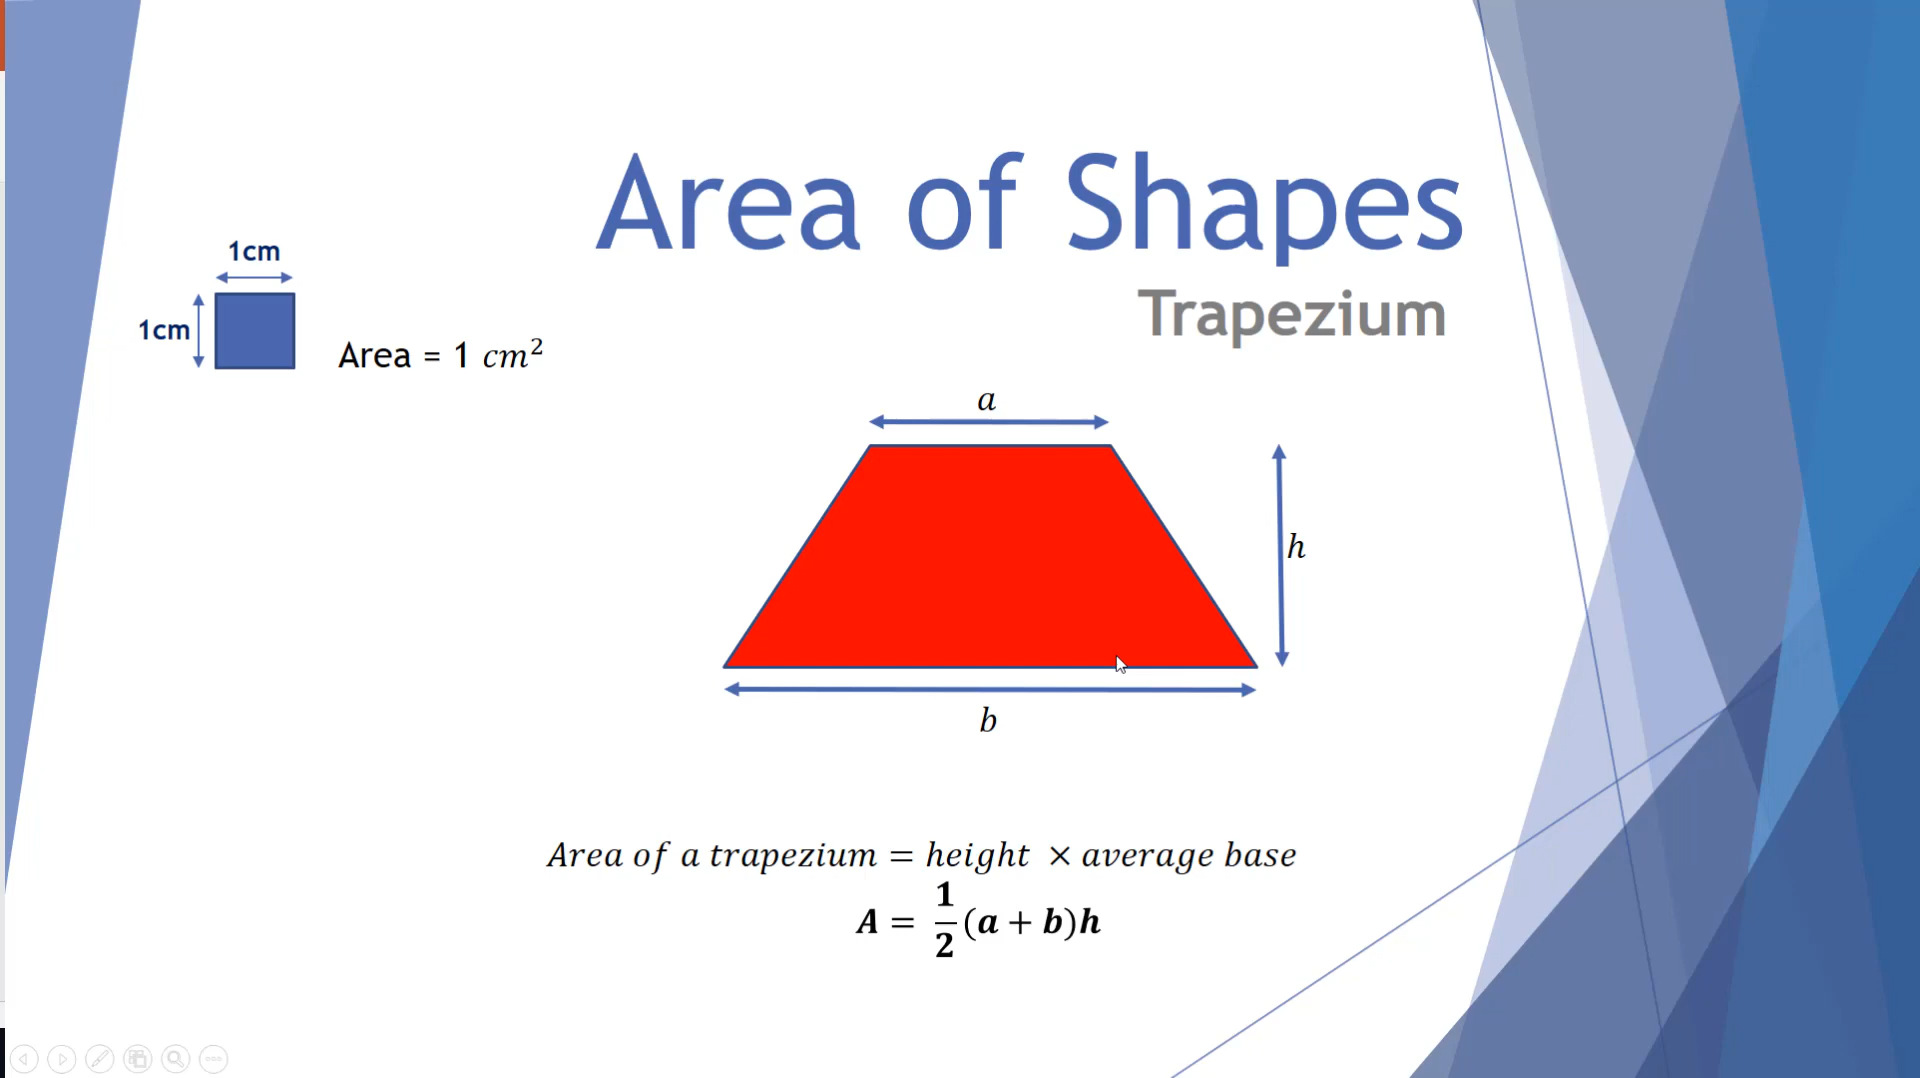 Area of Shapes
Trapezium
1cm
1cm
Area = 1 cm²
a
h
b
Area of a trapezium = height × average base
A = 1/2 (a + b)h